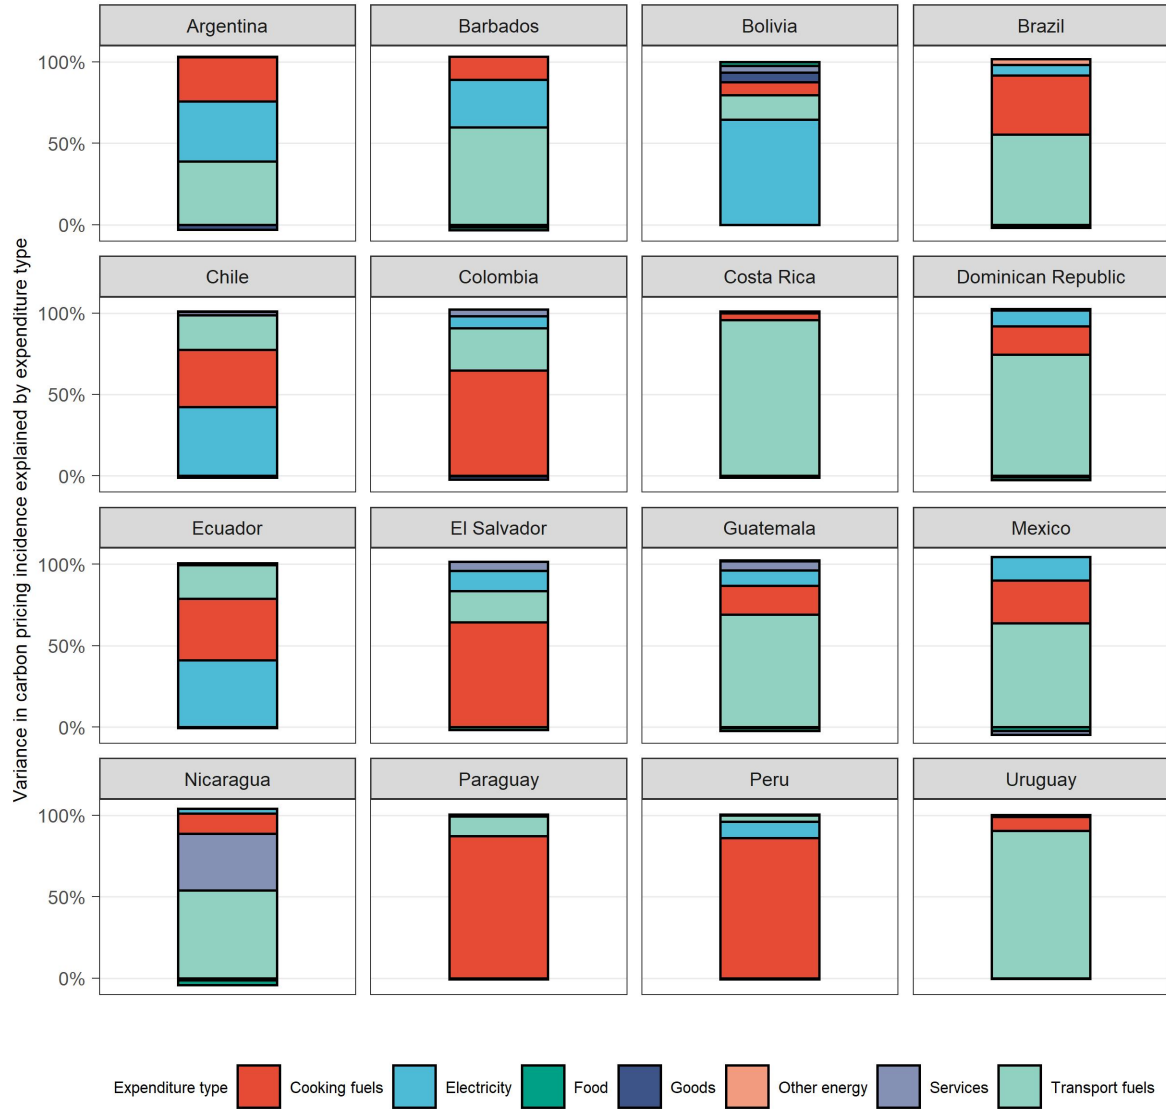 Variance in carbon pricing incidence explained by expenditure type
Argentina
Barbados
Bolivia
Brazil
100%
50%
0%
Chile
Colombia
Costa Rica
Dominican Republic
100%
50%
0%
Ecuador
El Salvador
Guatemala
Mexico
100%
50%
0%
Nicaragua
Paraguay
Peru
Uruguay
100%
50%
0%
Expenditure type
Cooking fuels
Electricity
Food
Goods
Other energy
Services
Transport fuels